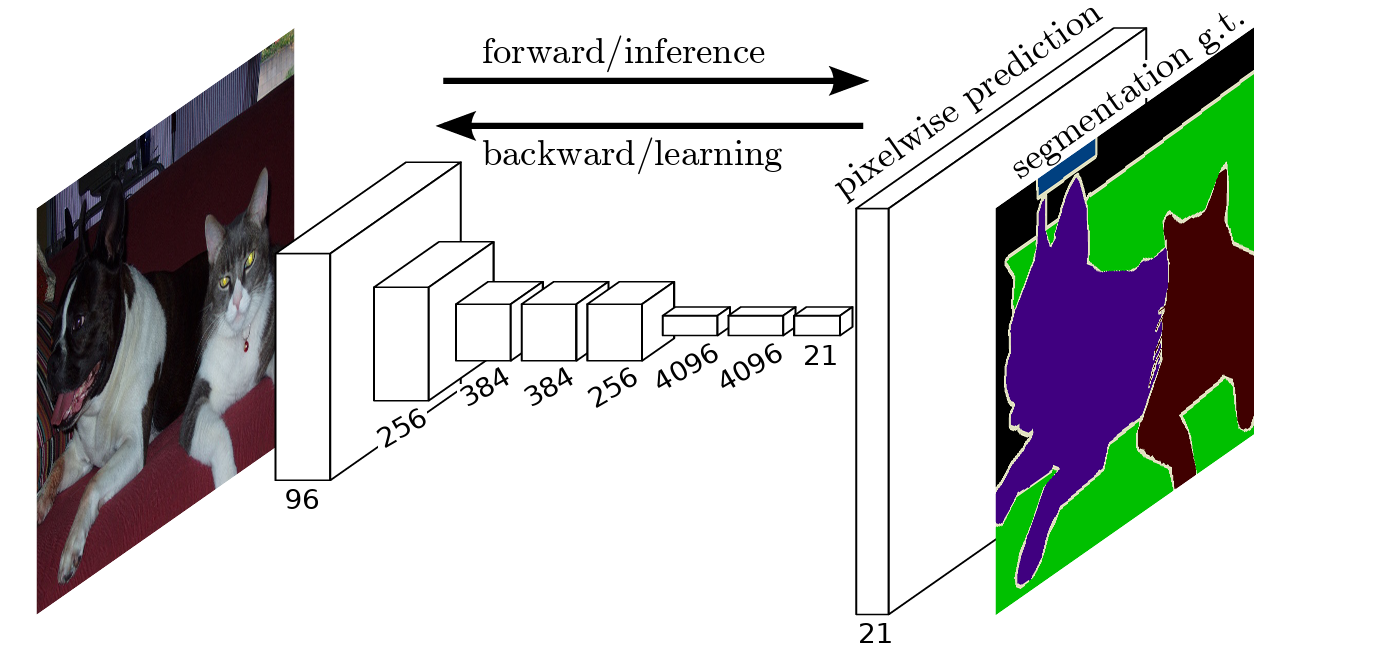 forward/inference
backward/learning
pixelwise prediction
segmentation g.t.
96
256
384
384
256
4096
4096
21
21